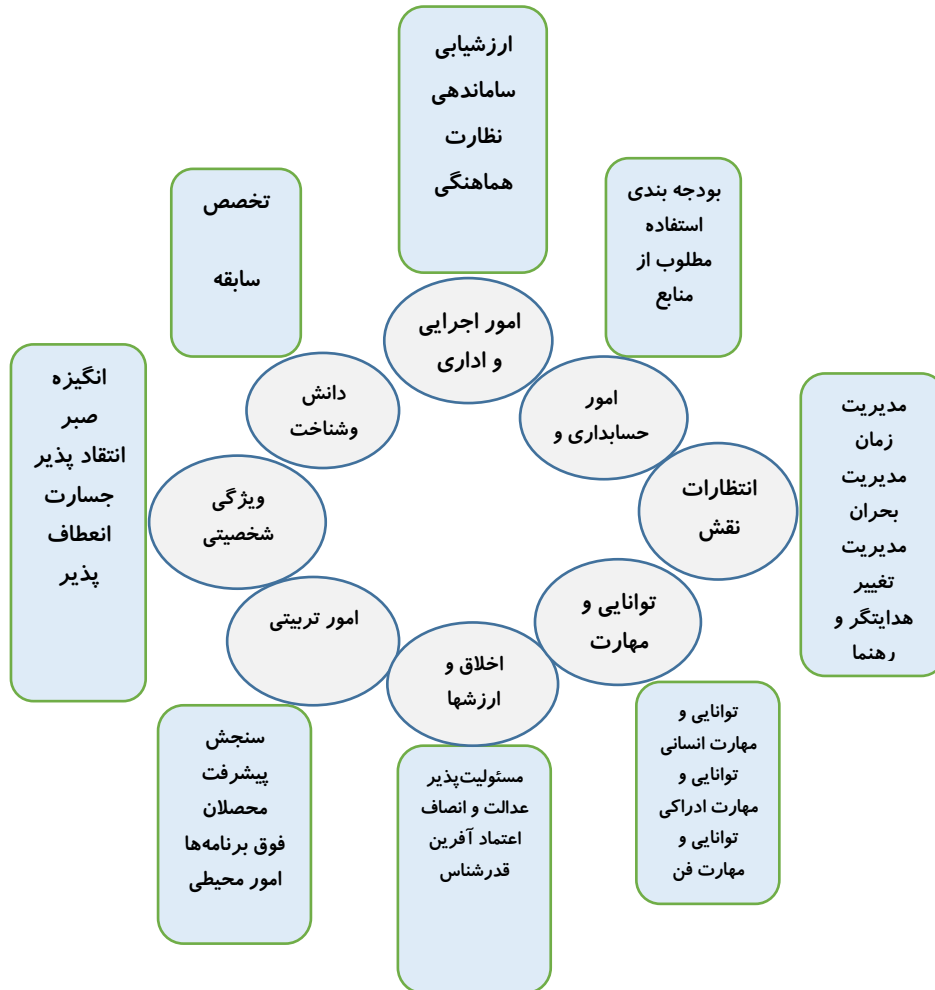 ارزشیابی
ساماندهی
نظارت
هماهنگی
بودجه بندی
استفاده
مطلوب از
منابع
تخصص
سابقه
امور اجرایی
و اداری
انگیزه
صبر
انتقاد پذیر
جسارت
انعطاف
پذیر
دانش
وشناخت
امور
حسابداری و
مدیریت
زمان
مدیریت
بحران
مدیریت
تغییر
هدایتگر و
رهنما
ویژگی
شخصیتی
انتظارات
نقش
امور تربیتی
توانایی و
مهارت
اخلاق و
ارزشها
سنجش
پیشرفت
محصلان
فوق برنامه‌ها
امور محیطی
مسئولیت‌پذیر
عدالت و انصاف
اعتماد آفرین
قدرشناس
توانایی و
مهارت انسانی
توانایی و
مهارت ادراکی
توانایی و
مهارت فن